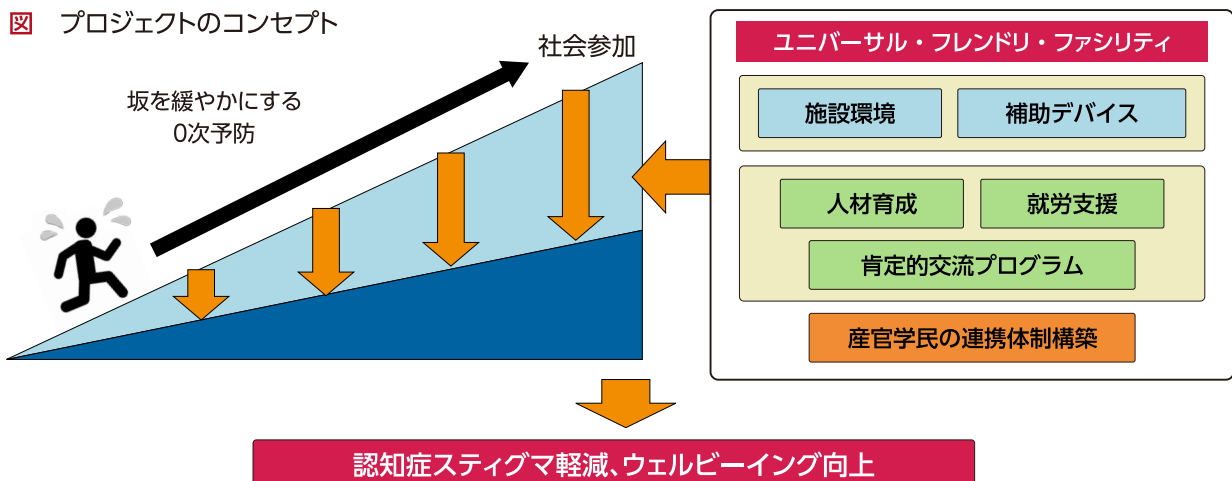 図 プロジェクトのコンセプト
社会参加
坂を緩やかにする
0次予防
ユニバーサル・フレンドリ・ファシリティ
施設環境
補助デバイス
人材育成
就労支援
肯定的交流プログラム
産官学民の連携体制構築
認知症スティグマ軽減、ウェルビーイング向上